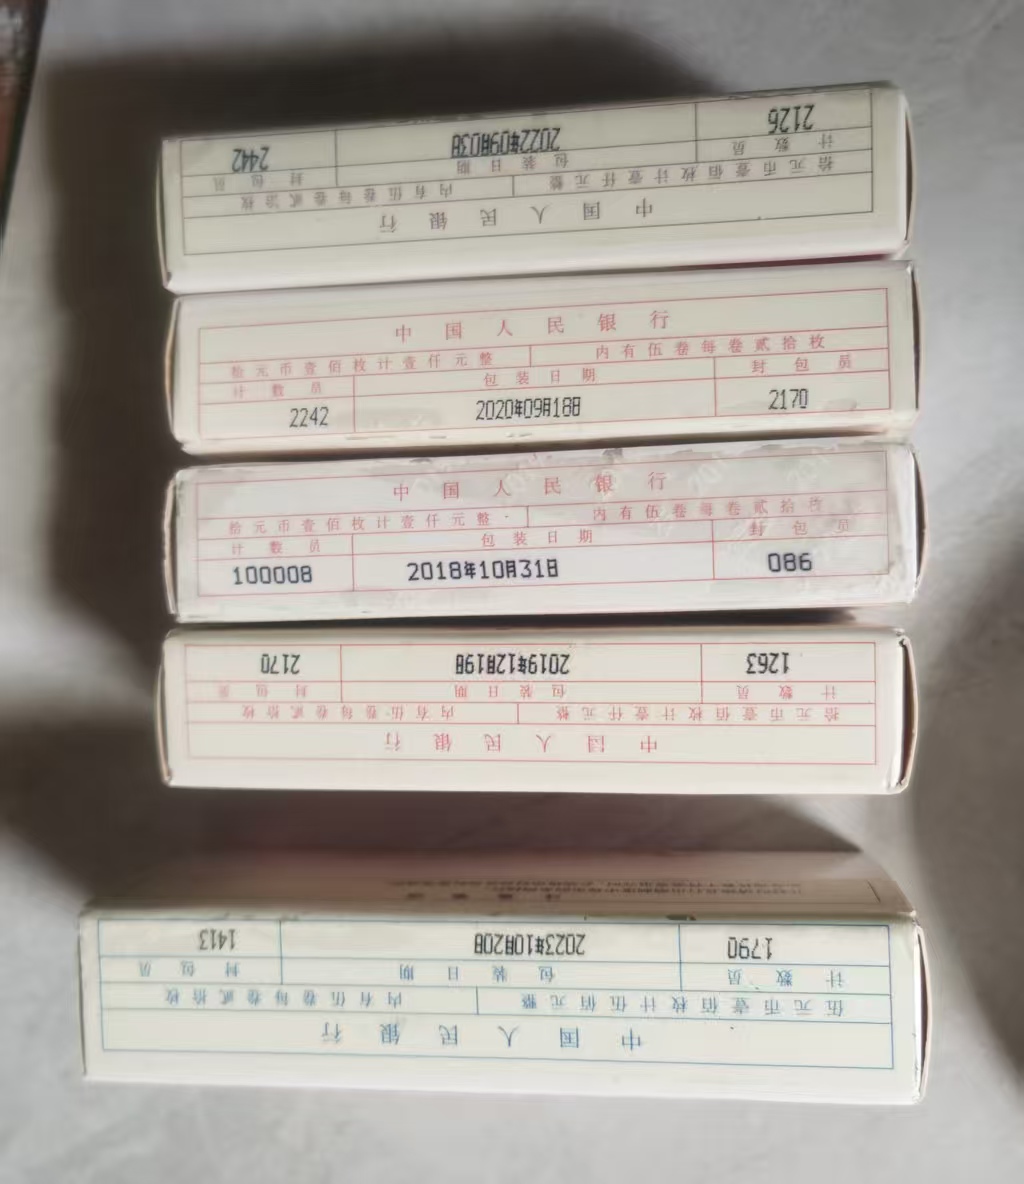 中国人民银行
拾元币壹佰枚计壹仟元整 内有伍卷每卷贰拾枚
计数员 包装日期 封包员
2126 2022年09月03日 2442
中国人民银行
拾元币壹佰枚计壹仟元整 内有伍卷每卷贰拾枚
计数员 包装日期 封包员
2242 2020年09月18日 2170
中国人民银行
拾元币壹佰枚计壹仟元整 内有伍卷每卷贰拾枚
计数员 包装日期 封包员
100008 2018年10月31日 086
中国人民银行
拾元币壹佰枚计壹仟元整 内有伍卷每卷贰拾枚
计数员 包装日期 封包员
1263 2019年12月19日 2170
中国人民银行
伍元币壹佰枚计伍佰元整 内有伍卷每卷贰拾枚
计数员 包装日期 封包员
1790 2023年10月20日 1413